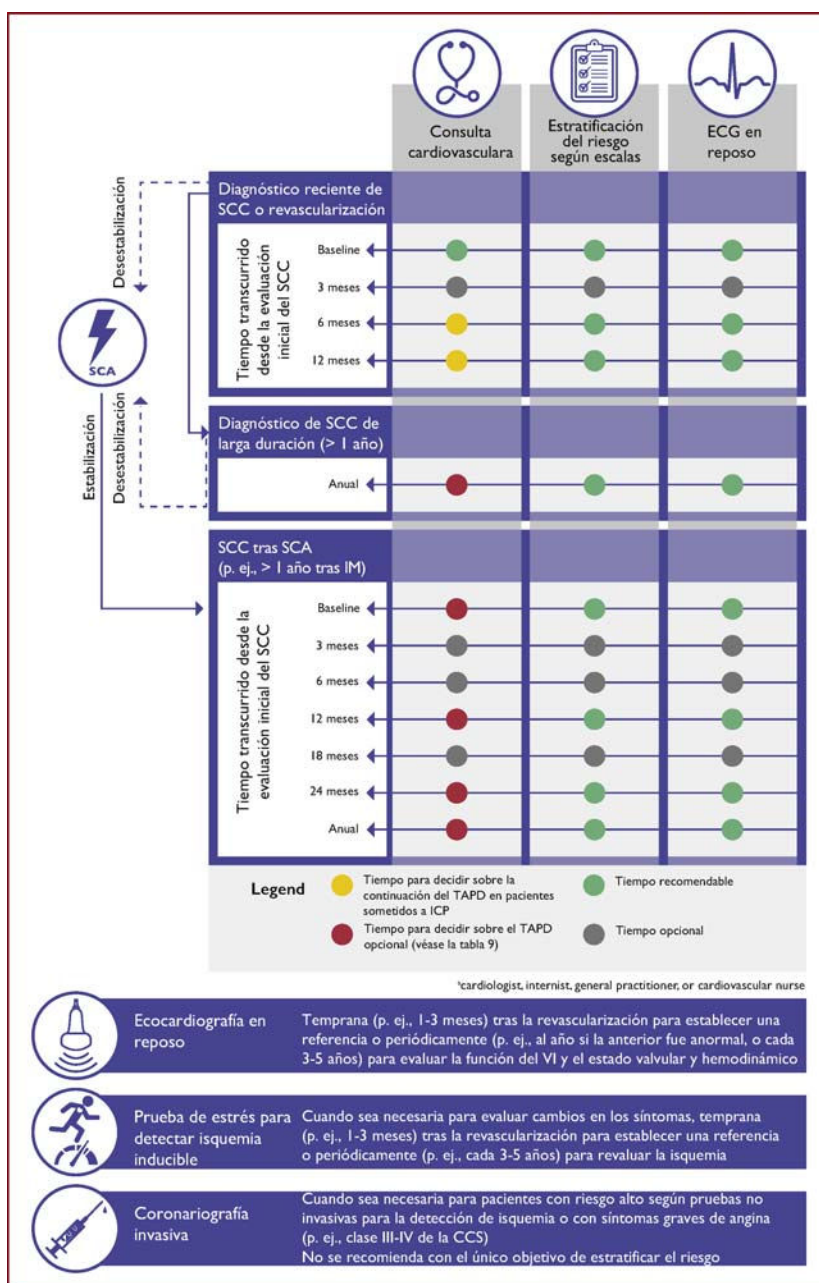 Consulta
cardiovasculara
Estratificación
del riesgo
según escalas
ECG en
reposo
Diagnóstico reciente de
SCC o revascularización
Desestabilización
Tiempo transcurrido
desde la evaluación
inicial del SCC
Baseline
3 meses
6 meses
12 meses
SCA
Diagnóstico de SCC de
larga duración (> 1 año)
Estabilización
Desestabilización
Anual
SCC tras SCA
(p. ej., > 1 año tras IM)
Tiempo transcurrido desde la
evaluación inicial del SCC
Baseline
3 meses
6 meses
12 meses
18 meses
24 meses
Anual
Legend
Tiempo para decidir sobre la
continuación del TAPD en pacientes
sometidos a ICP
Tiempo recomendable
Tiempo para decidir sobre el TAPD
opcional (véase la tabla 9)
Tiempo opcional
ᵃcardiologist, internist, general practitioner, or cardiovascular nurse
Ecocardiografía en
reposo
Temprana (p. ej., 1-3 meses) tras la revascularización para establecer una
referencia o periódicamente (p. ej., al año si la anterior fue anormal, o cada
3-5 años) para evaluar la función del VI y el estado valvular y hemodinámico
Prueba de estrés para
detectar isquemia
inducible
Cuando sea necesaria para evaluar cambios en los síntomas, temprana
(p. ej., 1-3 meses) tras la revascularización para establecer una referencia
o periódicamente (p. ej., cada 3-5 años) para revaluar la isquemia
Coronariografía
invasiva
Cuando sea necesaria para pacientes con riesgo alto según pruebas no
invasivas para la detección de isquemia o con síntomas graves de angina
(p. ej., clase III-IV de la CCS)
No se recomienda con el único objetivo de estratificar el riesgo